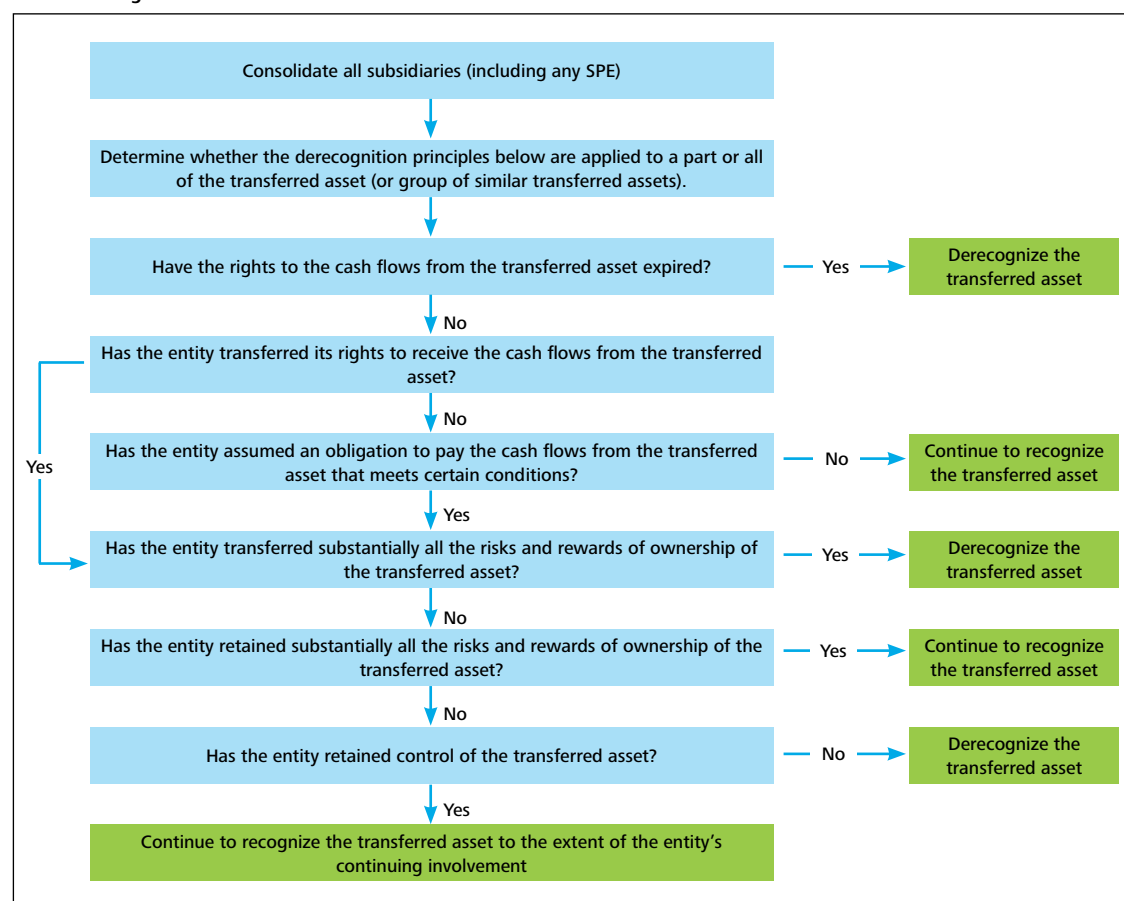 Consolidate all subsidiaries (including any SPE)
Determine whether the derecognition principles below are applied to a part or all
of the transferred asset (or group of similar transferred assets).
Have the rights to the cash flows from the transferred asset expired?
Yes
Derecognize the
transferred asset
No
Has the entity transferred its rights to receive the cash flows from the transferred
asset?
No
Yes
Has the entity assumed an obligation to pay the cash flows from the transferred
asset that meets certain conditions?
No
Continue to recognize
the transferred asset
Yes
Has the entity transferred substantially all the risks and rewards of ownership of
the transferred asset?
Yes
Derecognize the
transferred asset
No
Has the entity retained substantially all the risks and rewards of ownership of the
transferred asset?
Yes
Continue to recognize
the transferred asset
No
Has the entity retained control of the transferred asset?
No
Derecognize the
transferred asset
Yes
Continue to recognize the transferred asset to the extent of the entity's
continuing involvement